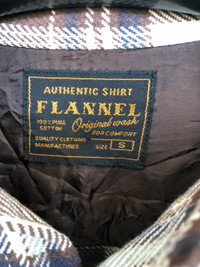 AUTHENTIC SHIRT
FLANNEL
100% PURE
COTTON
Original wash
FOR COMFORT
QUALITY CLOTHING
MANUFACTURES
SIZE S